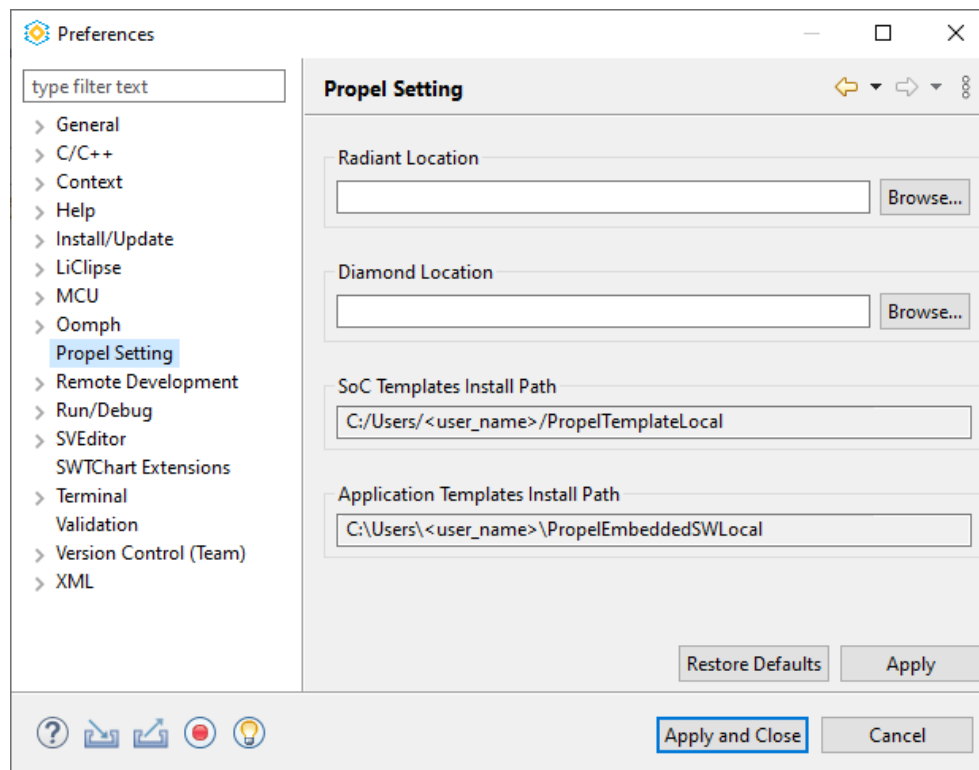 Preferences
type filter text
General
C/C++
Context
Help
Install/Update
LiClipse
MCU
Oomph
Propel Setting
Remote Development
Run/Debug
SVEditor
SWTChart Extensions
Terminal
Validation
Version Control (Team)
XML
Propel Setting
Radiant Location
Browse...
Diamond Location
Browse...
SoC Templates Install Path
C:/Users/<user_name>/PropelTemplateLocal
Application Templates Install Path
C:\Users\<user_name>\PropelEmbeddedSWLocal
Restore Defaults
Apply
Apply and Close
Cancel